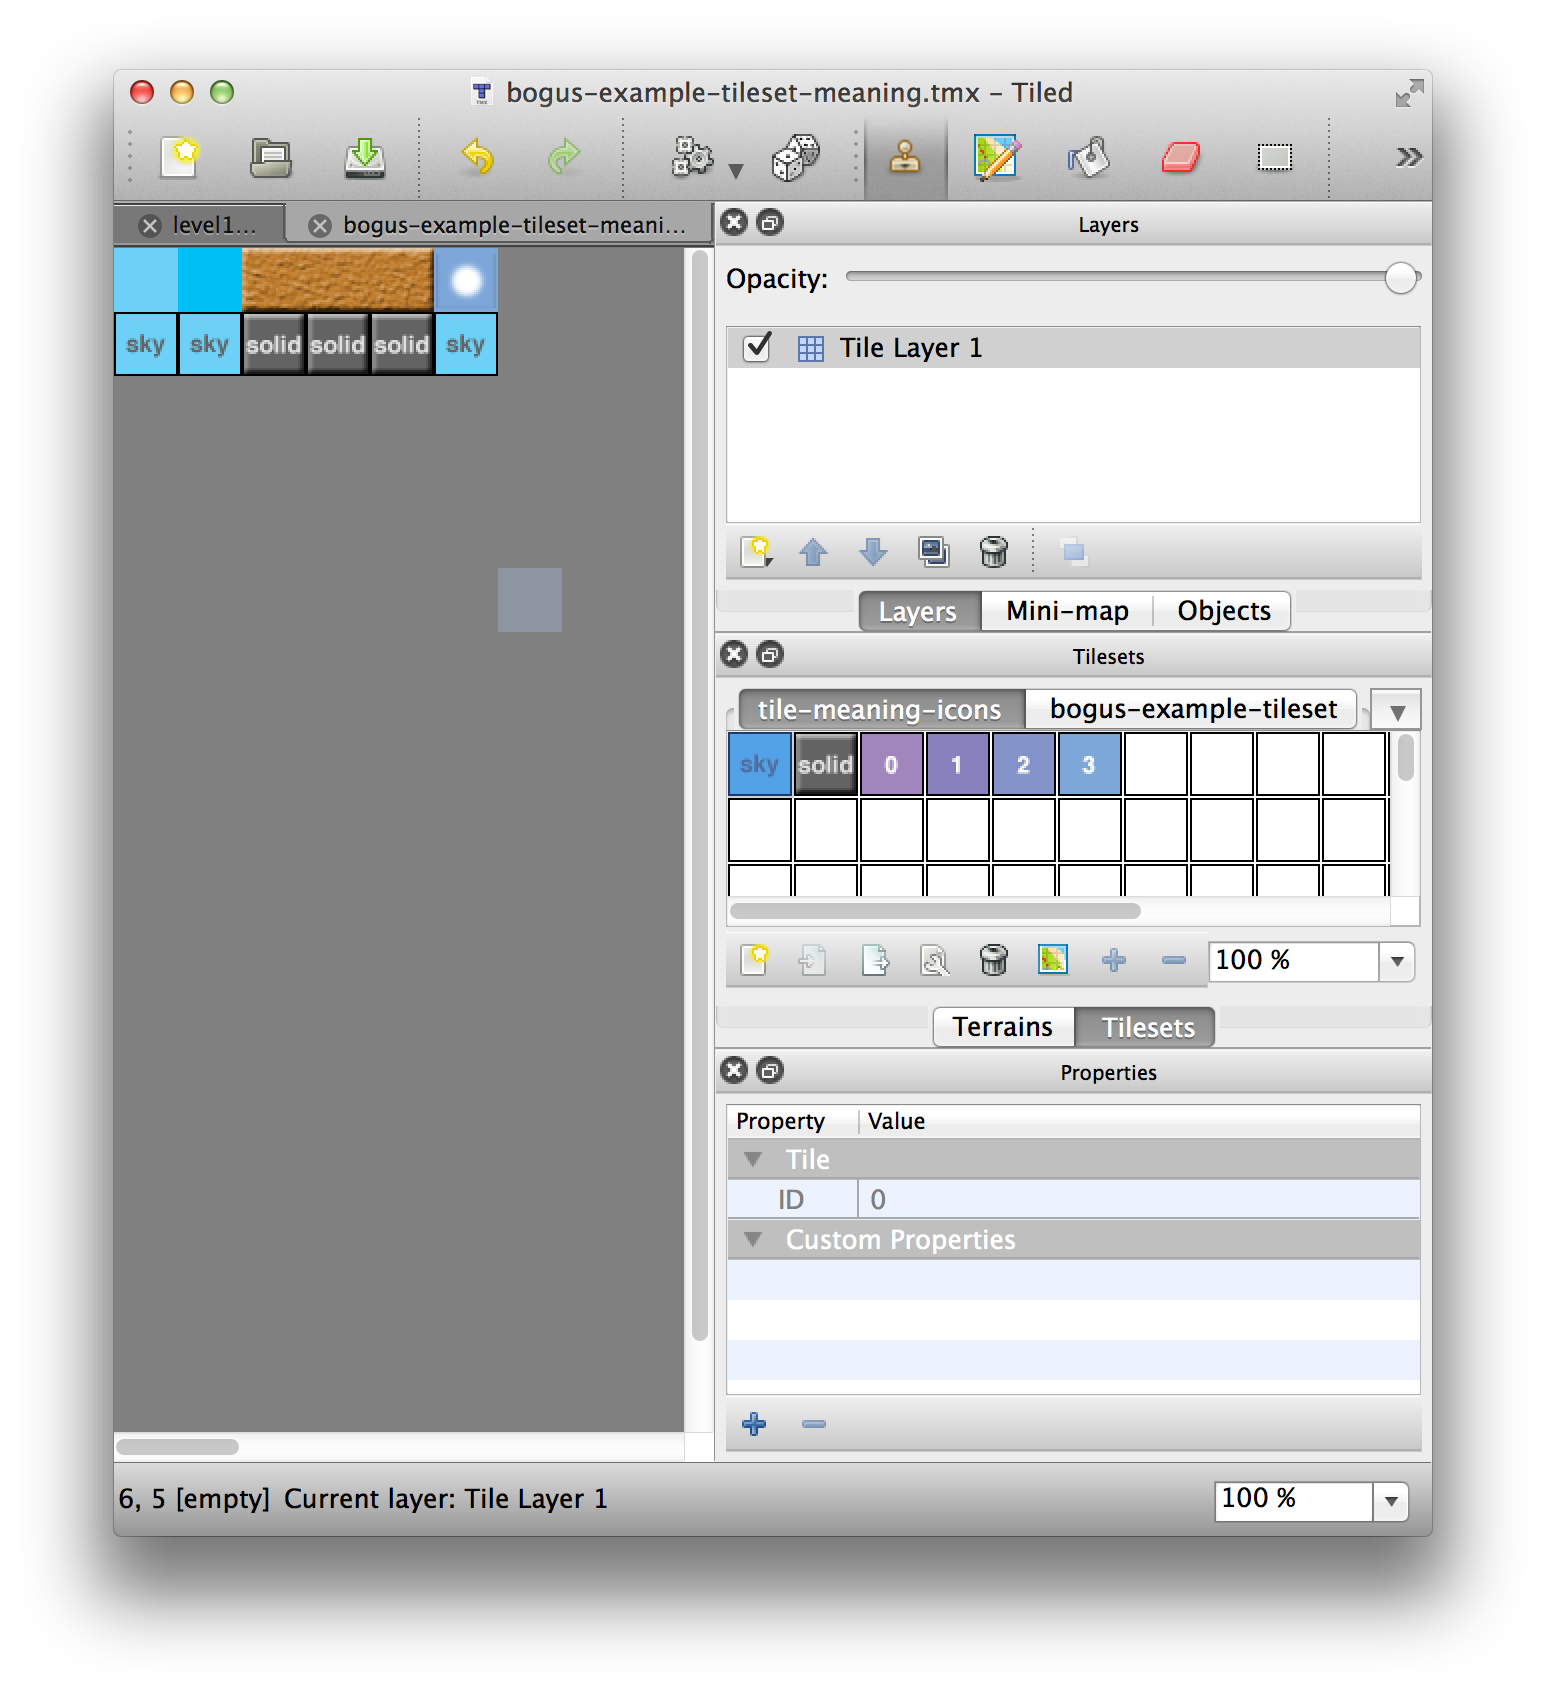 bogus-example-tileset-meaning.tmx – Tiled
level1...
bogus-example-tileset-meani...
sky sky solid solid solid sky
Layers
Opacity:
Tile Layer 1
Layers Mini-map Objects
Tilesets
tile-meaning-icons bogus-example-tileset
sky solid 0 1 2 3
100 %
Terrains Tilesets
Properties
Property Value
Tile
ID 0
Custom Properties
6, 5 [empty] Current layer: Tile Layer 1
100 %